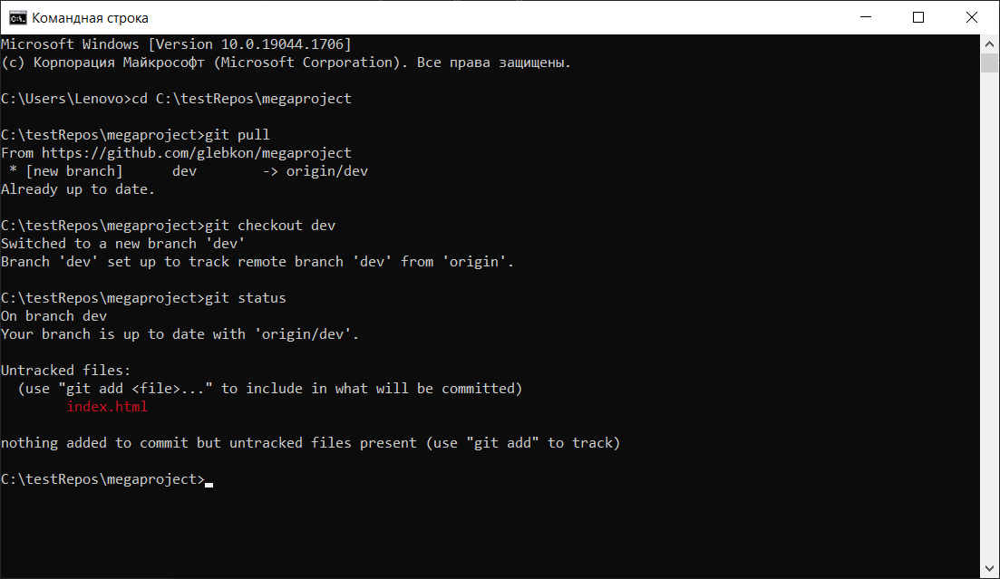 Командная строка
Microsoft Windows [Version 10.0.19044.1706]
(c) Корпорация Майкрософт (Microsoft Corporation). Все права защищены.
C:\Users\Lenovo>cd C:\testRepos\megaproject
C:\testRepos\megaproject>git pull
From https://github.com/glebkon/megaproject
 * [new branch]      dev        -> origin/dev
Already up to date.
C:\testRepos\megaproject>git checkout dev
Switched to a new branch 'dev'
Branch 'dev' set up to track remote branch 'dev' from 'origin'.
C:\testRepos\megaproject>git status
On branch dev
Your branch is up to date with 'origin/dev'.
Untracked files:
  (use "git add <file>..." to include in what will be committed)
        index.html
nothing added to commit but untracked files present (use "git add" to track)
C:\testRepos\megaproject>